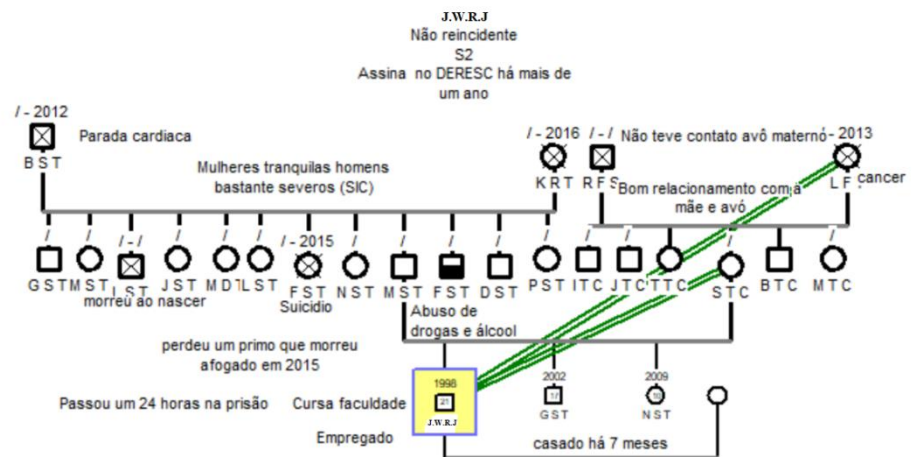 J.W.R.J
Não reincidente
S2
Assina no DERESC há mais de
um ano
/ - 2012
Parada cardiaca
/ - 2016
/ - /
Não teve contato avô materno
- 2013
B S T
Mulheres tranquilas homens
bastante severos (SIC)
K R T
R F S
Bom relacionamento com a
mãe e avó
L F
cancer
/ / / - / / / / / - 2015 / / / / / / / / /
G S T M S T S T J S T M D L S T F S T N S T M S T F S T D S T P S T I T C J T C T T C S T C B T C M T C
morreu ao nascer
Suicidio
Abuso de
drogas e álcool
perdeu um primo que morreu
afogado em 2015
Passou um 24 horas na prisão
Cursa faculdade
Empregado
1998
21
J.W.R.J
2002
17
G S T
2009
10
N S T
casado há 7 meses